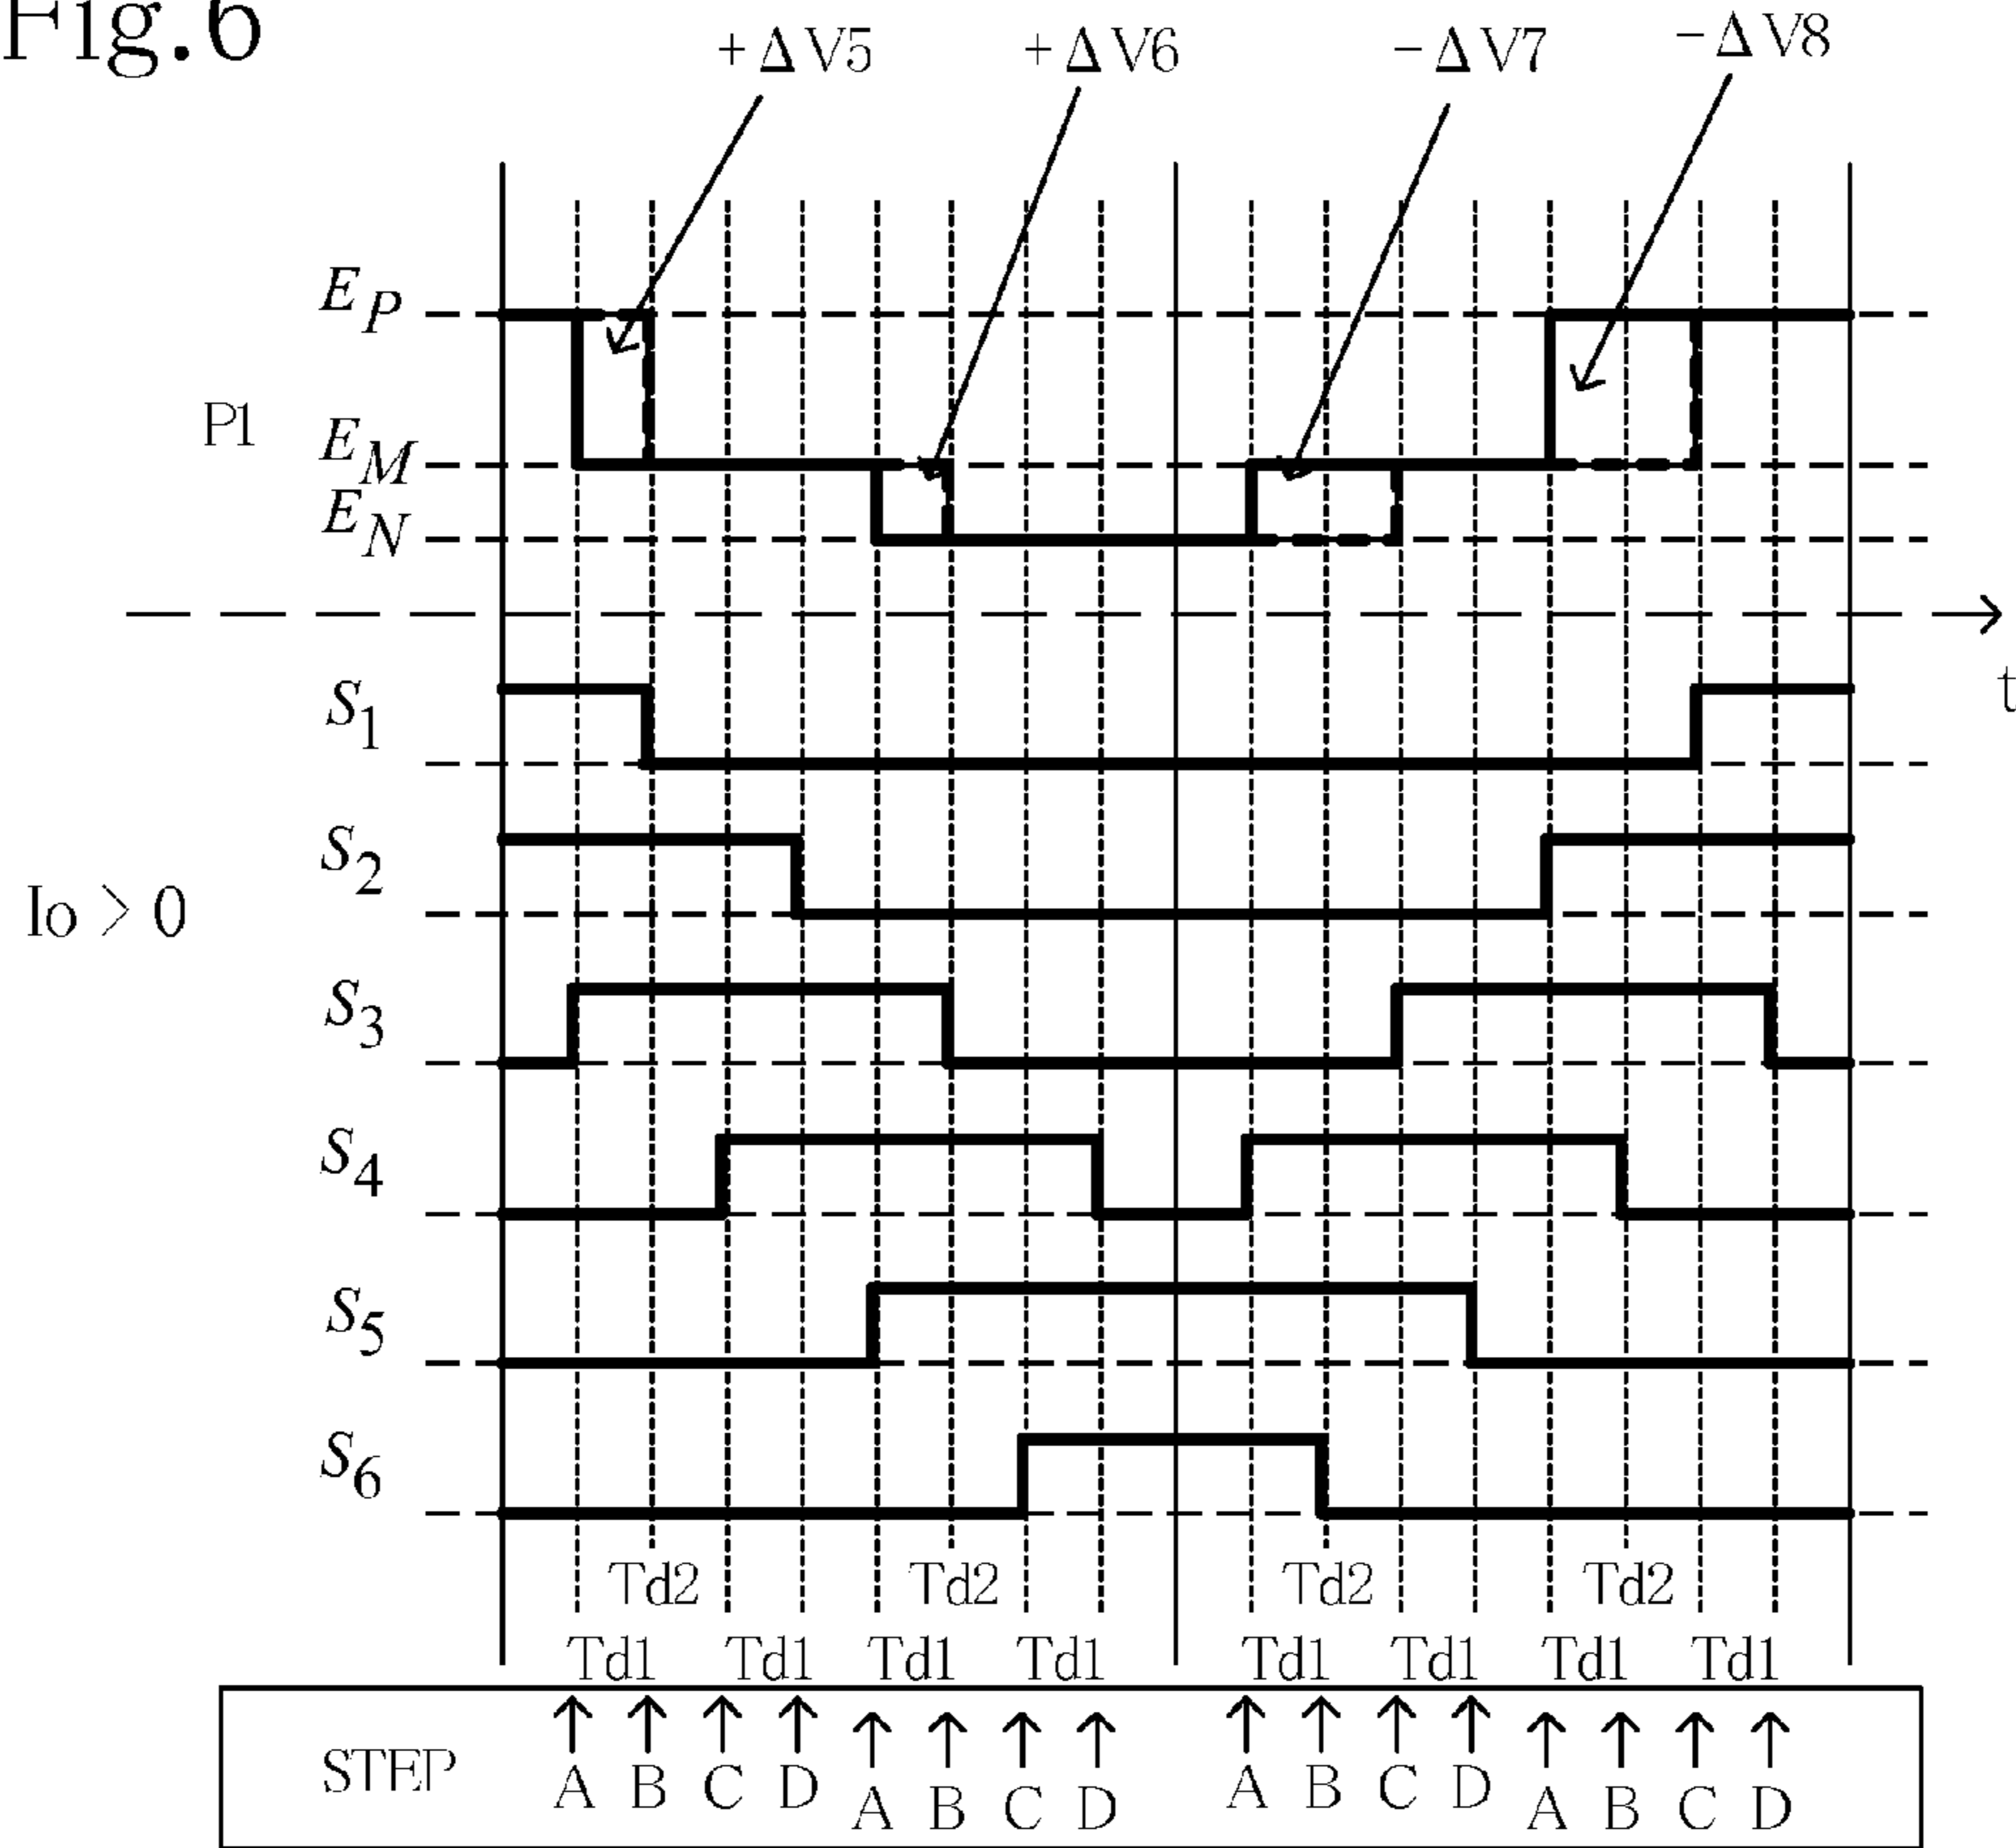 Fig.6
+ΔV5 +ΔV6 -ΔV7 -ΔV8
E_P
P1
E_M
E_N
t
S_1
S_2
Io > 0
S_3
S_4
S_5
S_6
Td2 Td2 Td2 Td2
Td1 Td1 Td1 Td1 Td1 Td1 Td1 Td1
STEP A B C D A B C D A B C D A B C D